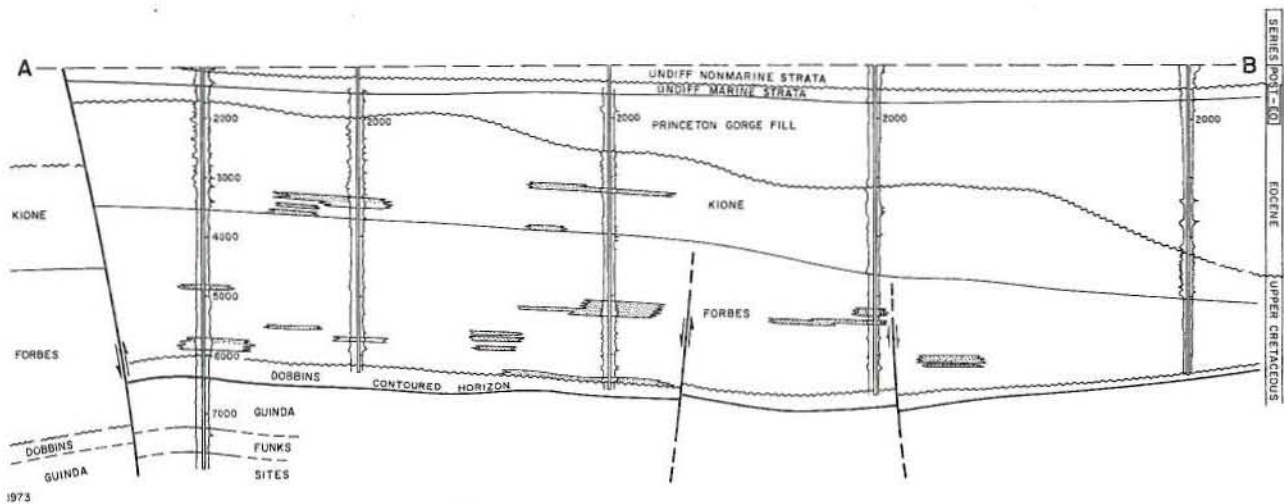 A
B
UNDIFF NONMARINE STRATA
UNDIFF MARINE STRATA
PRINCETON GORGE FILL
2000
2000
2000
2000
2000
3000
KIONE
KIONE
4000
5000
FORBES
FORBES
6000
DOBBINS
CONTOURED HORIZON
7000
GUINDA
DOBBINS
FUNKS
GUINDA
SITES
1973
SERIES
POST-EO
EOCENE
UPPER CRETACEOUS